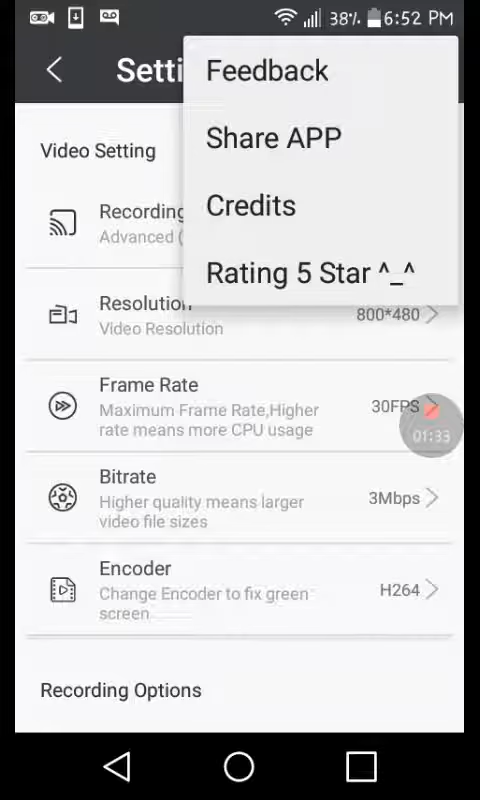 38% 6:52 PM
Setti
Feedback
Share APP
Credits
Rating 5 Star ^_^
Video Setting
Recording
Advanced (
Resolution
Video Resolution
800*480
Frame Rate
Maximum Frame Rate,Higher
rate means more CPU usage
30FPS
01:33
Bitrate
Higher quality means larger
video file sizes
3Mbps
Encoder
Change Encoder to fix green
screen
H264
Recording Options